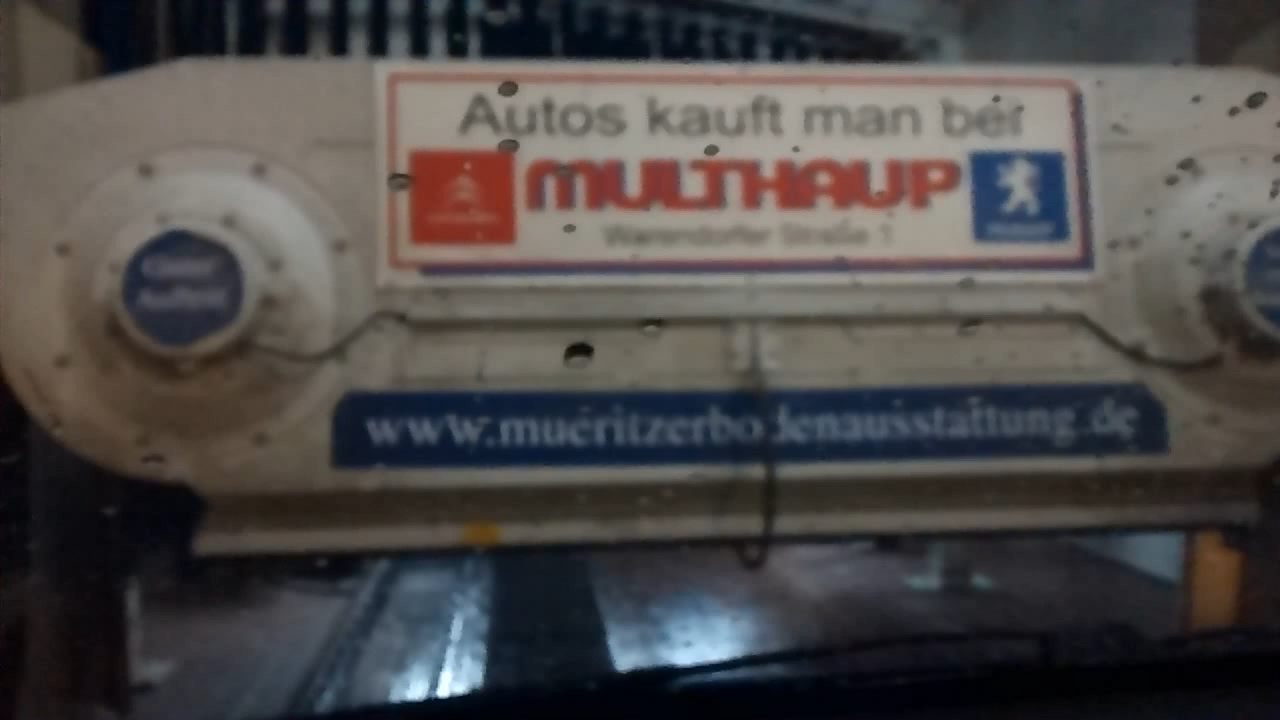 Autos kauft man bei
MULTHAUP
Warendorfer Straße 1
www.mueritzerbodenausstattung.de